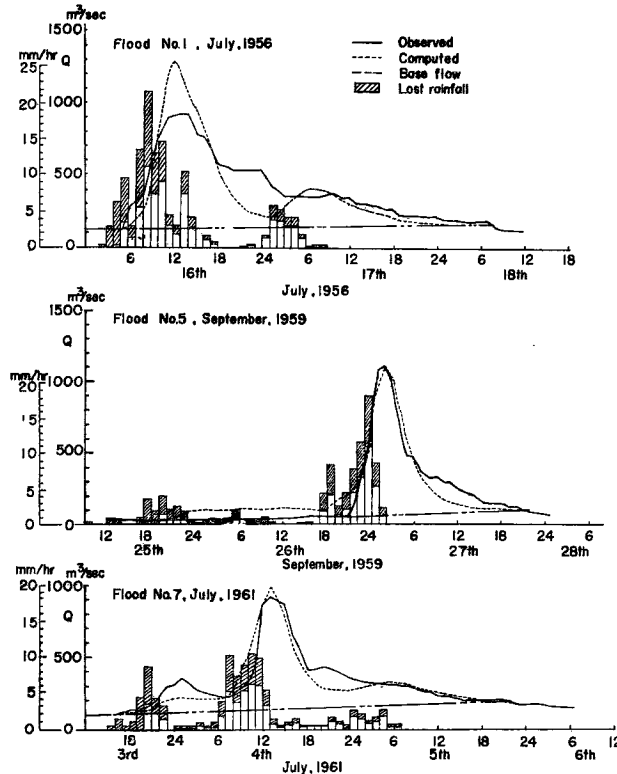 m³/sec
1500
Flood No.1, July, 1956
Observed
mm/hr Q
Computed
25
Base flow
Lost rainfall
20
1000
15
10
500
5
0 0
6 12 18 24 6 12 18 24 6 12 18
16th 17th 18th
July, 1956
m³/sec
1500
Flood No.5, September, 1959
Q
mm/hr
1000
20
15
10
500
5
0 0
12 18 24 6 12 18 24 6 12 18 24 6
25th 26th 27th 28th
September, 1959
mm/hr m³/sec
20 1000
Flood No.7, July, 1961
Q
15
10 500
5
0 0
18 24 6 12 18 24 6 12 18 24 6 12
3rd 4th 5th 6th
July, 1961